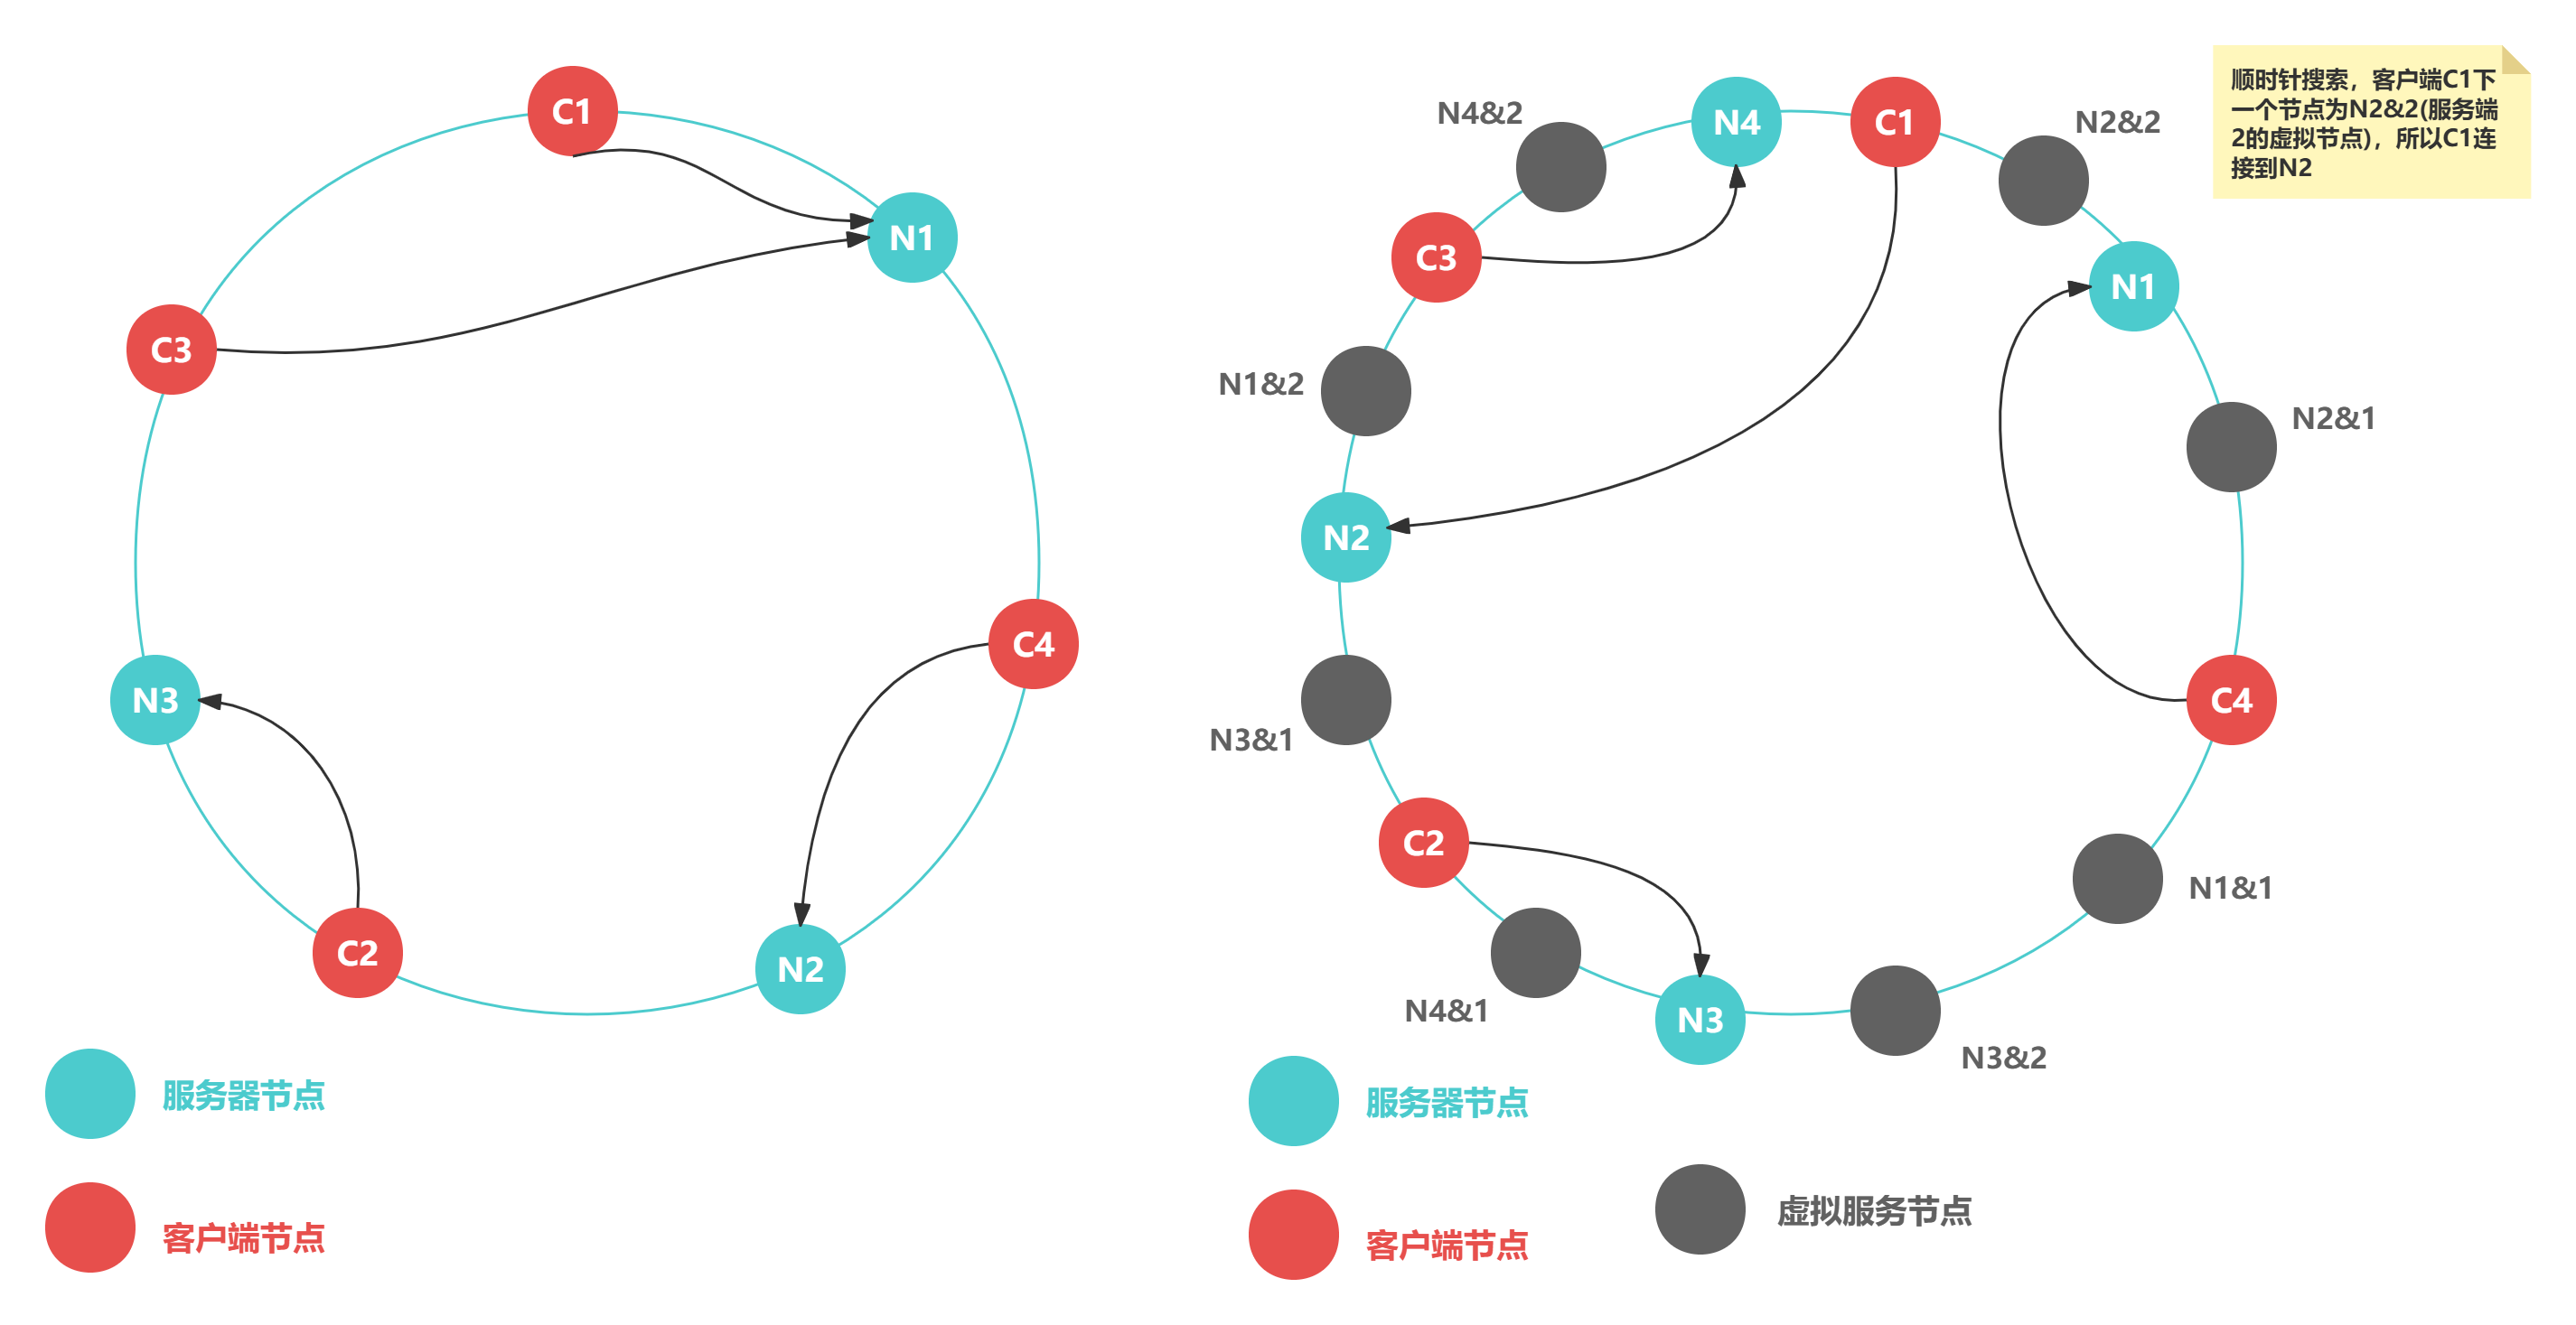 C1
N1
C3
C4
N3
C2
N2
服务器节点
客户端节点
N4&2
N4
C1
N2&2
顺时针搜索，客户端C1下
一个节点为N2&2(服务端
2的虚拟节点)，所以C1连
接到N2
C3
N1
N1&2
N2&1
N2
N3&1
C4
C2
N1&1
N4&1
N3
N3&2
服务器节点
客户端节点
虚拟服务节点